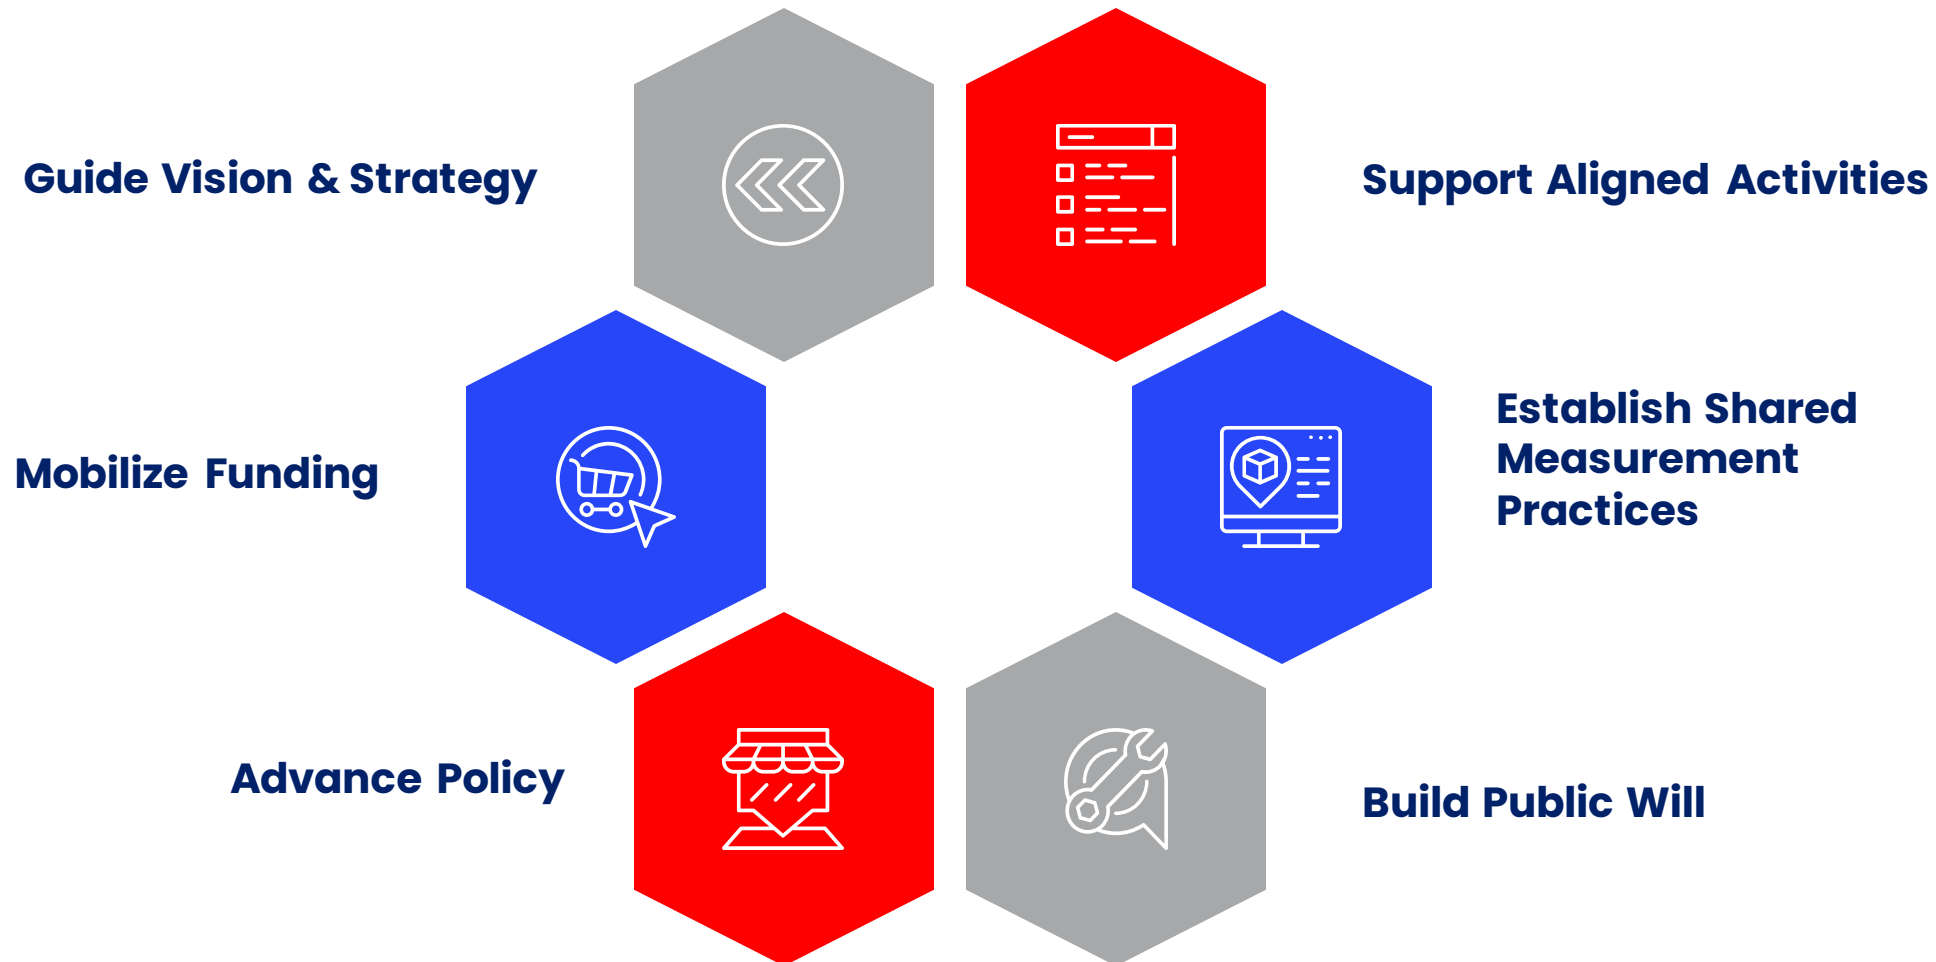 Guide Vision & Strategy
Support Aligned Activities
Mobilize Funding
Establish Shared
Measurement
Practices
Advance Policy
Build Public Will